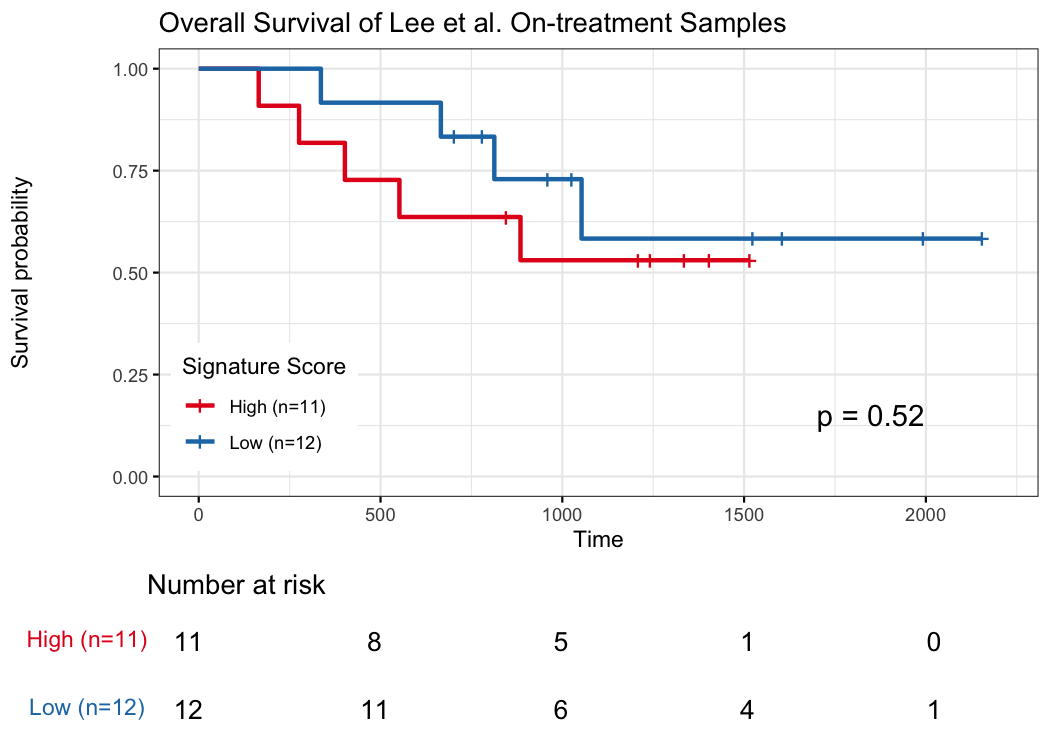 Overall Survival of Lee et al. On-treatment Samples
Survival probability
1.00
0.75
0.50
0.25
0.00
Signature Score
High (n=11)
Low (n=12)
p = 0.52
0 500 1000 1500 2000
Time
Number at risk
High (n=11) 11 8 5 1 0
Low (n=12) 12 11 6 4 1